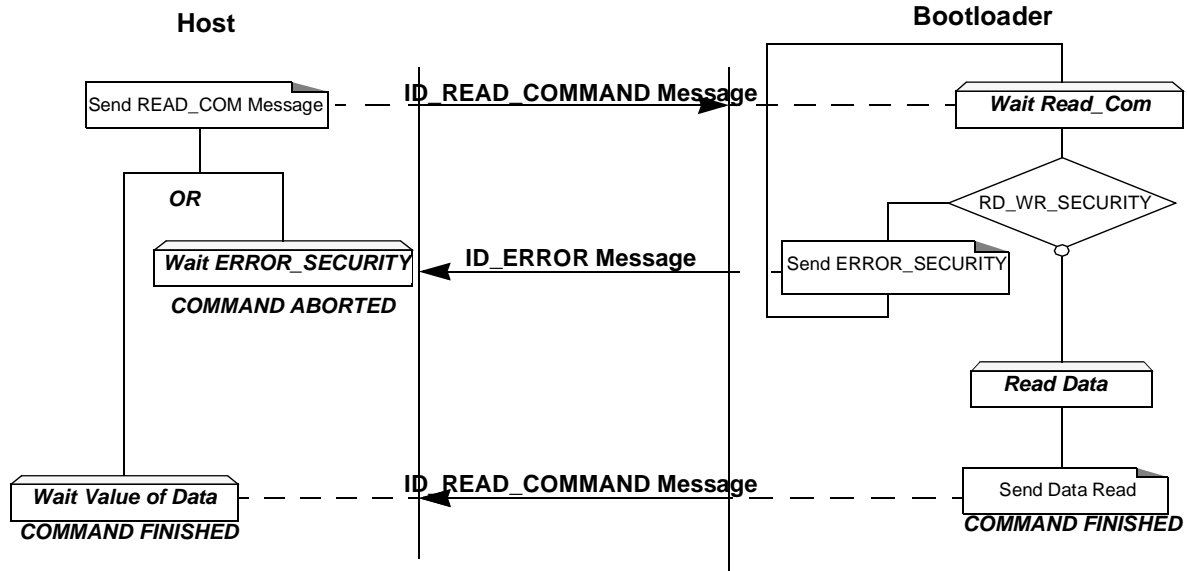 Host
Bootloader
Send READ_COM Message
ID_READ_COMMAND Message
Wait Read_Com
OR
RD_WR_SECURITY
Wait ERROR_SECURITY
ID_ERROR Message
Send ERROR_SECURITY
COMMAND ABORTED
Read Data
Wait Value of Data
ID_READ_COMMAND Message
Send Data Read
COMMAND FINISHED
COMMAND FINISHED